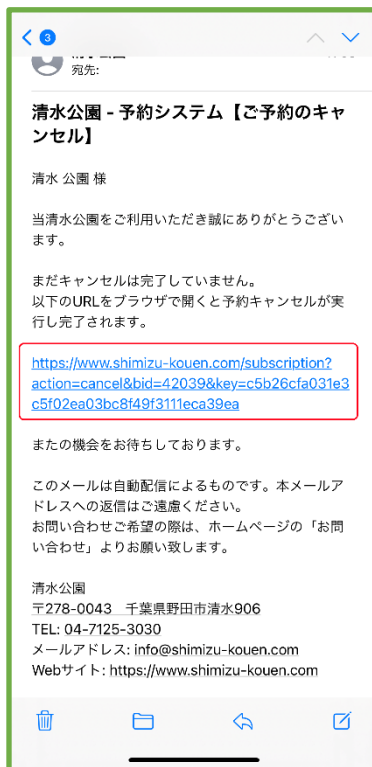 3
宛先:
清水公園 - 予約システム【ご予約のキャ
ンセル】
清水 公園 様
当清水公園をご利用いただき誠にありがとうござい
ます。
まだキャンセルは完了していません。
以下のURLをブラウザで開くと予約キャンセルが実
行し完了されます。
https://www.shimizu-kouen.com/subscription?
action=cancel&bid=42039&key=c5b26cfa031e3
c5f02ea03bc8f49f3111eca39ea
またの機会をお待ちしております。
このメールは自動配信によるものです。本メールア
ドレスへの返信はご遠慮ください。
お問い合わせご希望の際は、ホームページの「お問
い合わせ」よりお願い致します。
清水公園
〒278-0043　千葉県野田市清水906
TEL: 04-7125-3030
メールアドレス: info@shimizu-kouen.com
Webサイト: https://www.shimizu-kouen.com